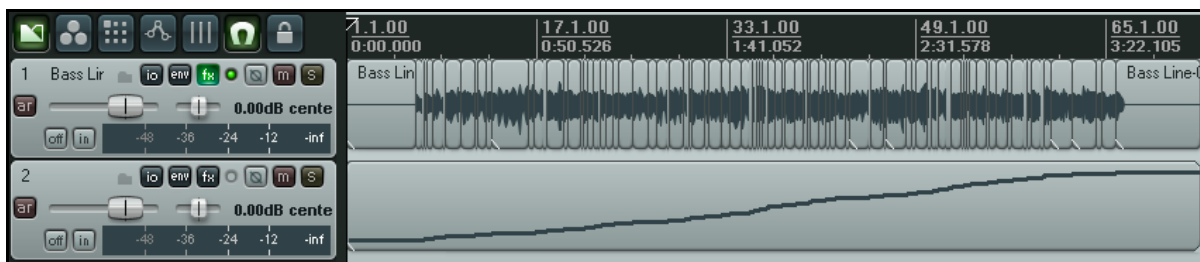 1.1.00 17.1.00 33.1.00 49.1.00 65.1.00
0:00.000 0:50.526 1:41.052 2:31.578 3:22.105
1 Bass Lir io env fx m S
Bass Lin Bass Line-0
ar 0.00dB cente
off in -48 -36 -24 -12 -inf
2 io env fx m S
ar 0.00dB cente
off in -48 -36 -24 -12 -inf